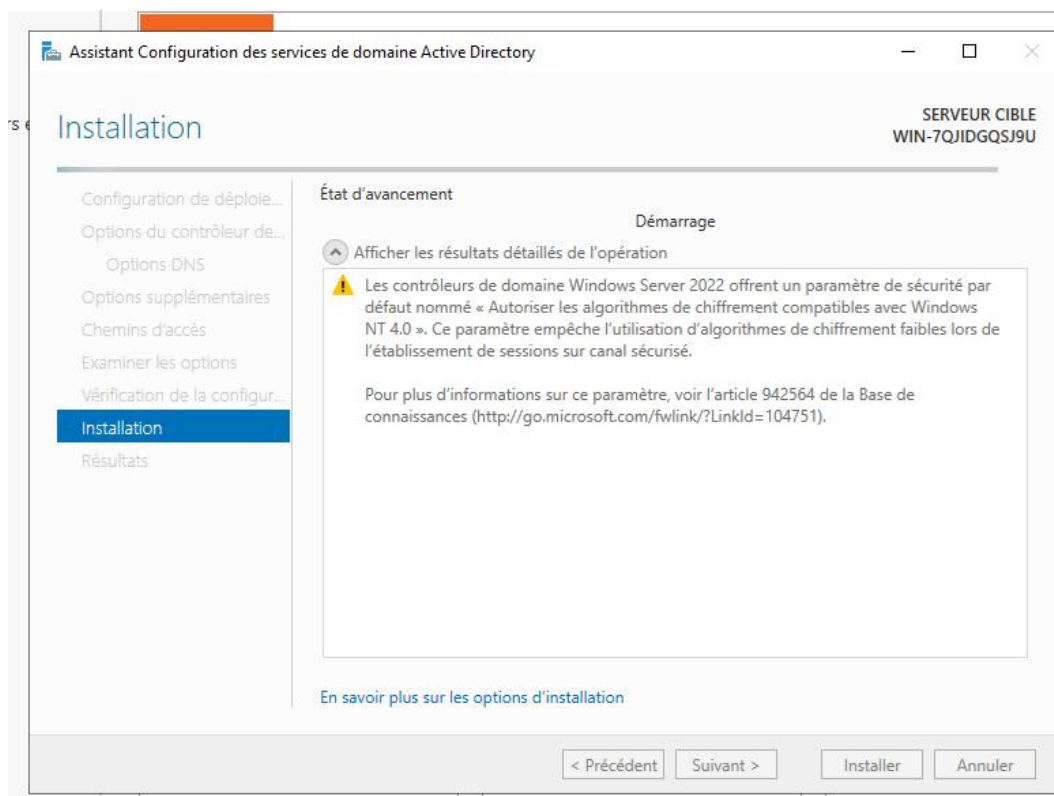 Assistant Configuration des services de domaine Active Directory
Installation
SERVEUR CIBLE
WIN-7QJIDGQSJ9U
Configuration de déploie...
Options du contrôleur de...
Options DNS
Options supplémentaires
Chemins d'accès
Examiner les options
Vérification de la configur...
Installation
Résultats
État d'avancement
Démarrage
Afficher les résultats détaillés de l'opération
Les contrôleurs de domaine Windows Server 2022 offrent un paramètre de sécurité par
défaut nommé « Autoriser les algorithmes de chiffrement compatibles avec Windows
NT 4.0 ». Ce paramètre empêche l'utilisation d'algorithmes de chiffrement faibles lors de
l'établissement de sessions sur canal sécurisé.
Pour plus d'informations sur ce paramètre, voir l'article 942564 de la Base de
connaissances (http://go.microsoft.com/fwlink/?LinkId=104751).
En savoir plus sur les options d'installation
< Précédent
Suivant >
Installer
Annuler